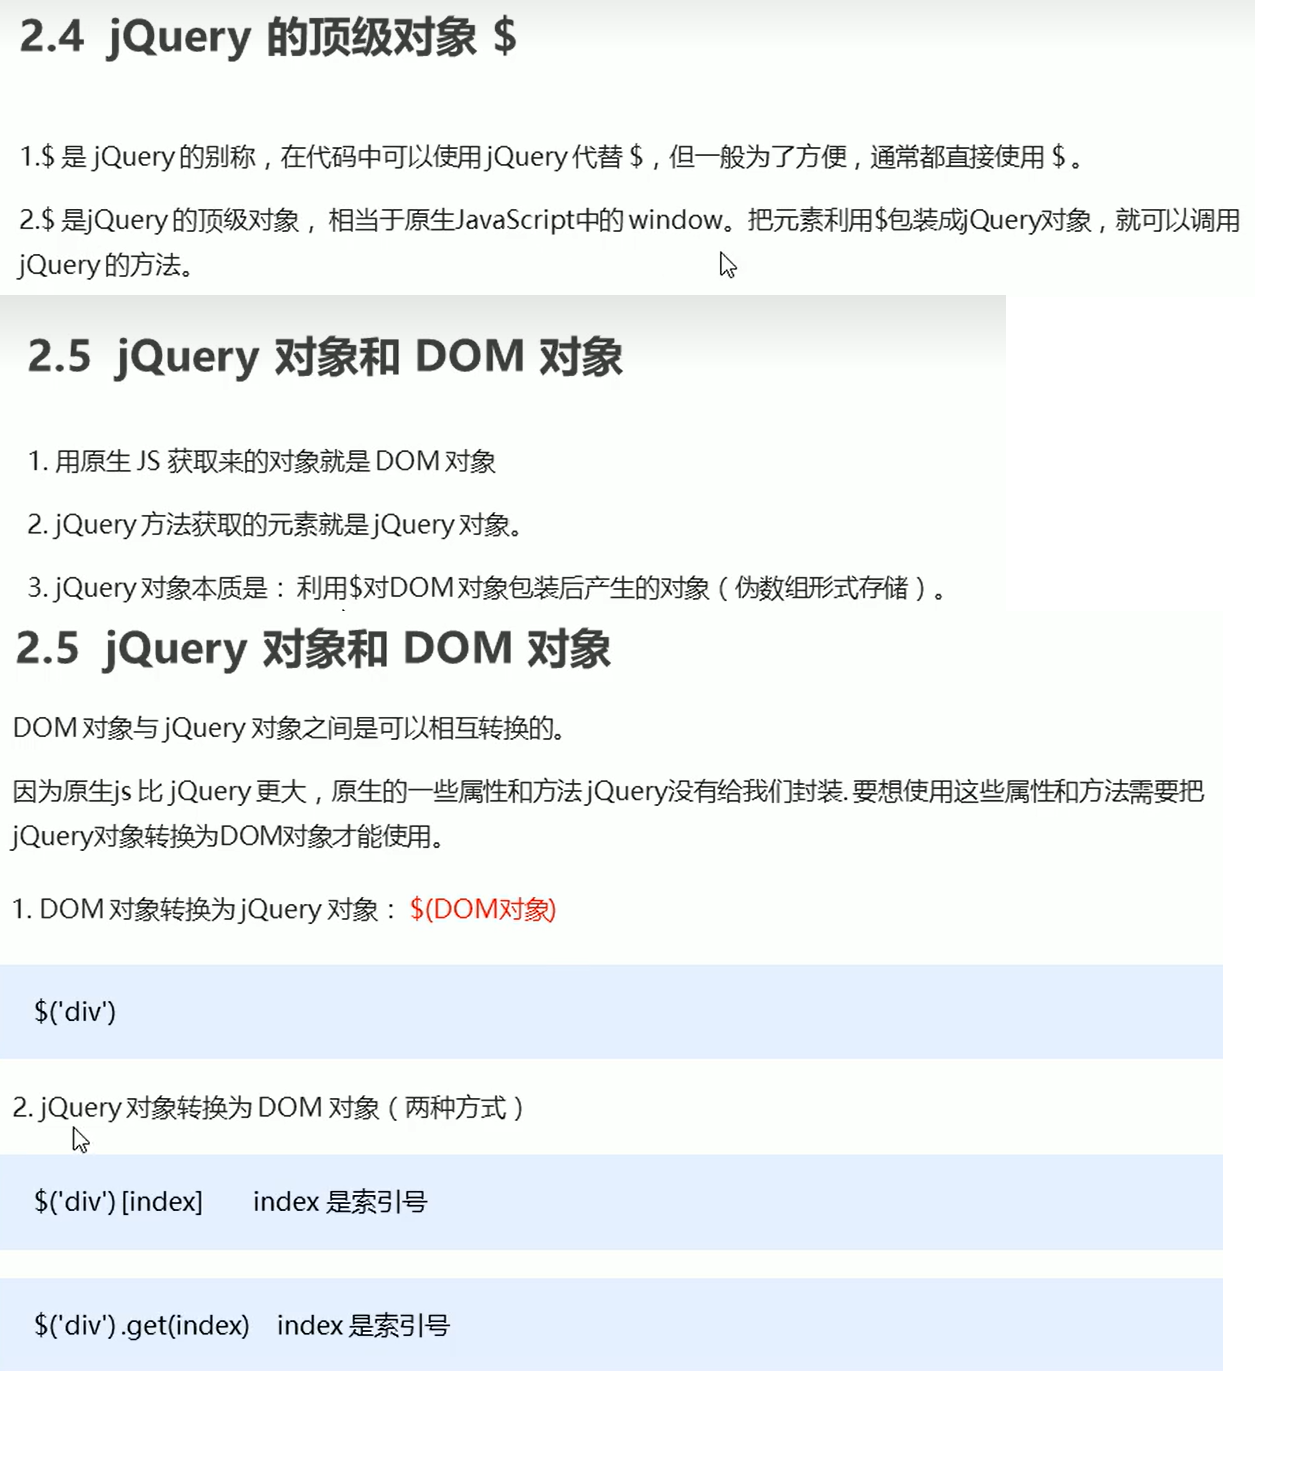 2.4 jQuery 的顶级对象 $
1.$ 是 jQuery 的别称，在代码中可以使用 jQuery 代替 $，但一般为了方便，通常都直接使用 $ 。
2.$ 是jQuery 的顶级对象， 相当于原生JavaScript中的 window。把元素利用$包装成jQuery对象，就可以调用
jQuery 的方法。
2.5 jQuery 对象和 DOM 对象
1. 用原生 JS 获取来的对象就是 DOM 对象
2. jQuery 方法获取的元素就是 jQuery 对象。
3. jQuery 对象本质是： 利用$对DOM 对象包装后产生的对象（伪数组形式存储）。
2.5 jQuery 对象和 DOM 对象
DOM 对象与 jQuery 对象之间是可以相互转换的。
因为原生js 比 jQuery 更大，原生的一些属性和方法 jQuery没有给我们封装. 要想使用这些属性和方法需要把
jQuery对象转换为DOM对象才能使用。
1. DOM 对象转换为 jQuery 对象： $(DOM对象)
$('div')
2. jQuery 对象转换为 DOM 对象（两种方式）
$('div') [index] index 是索引号
$('div') .get(index) index 是索引号